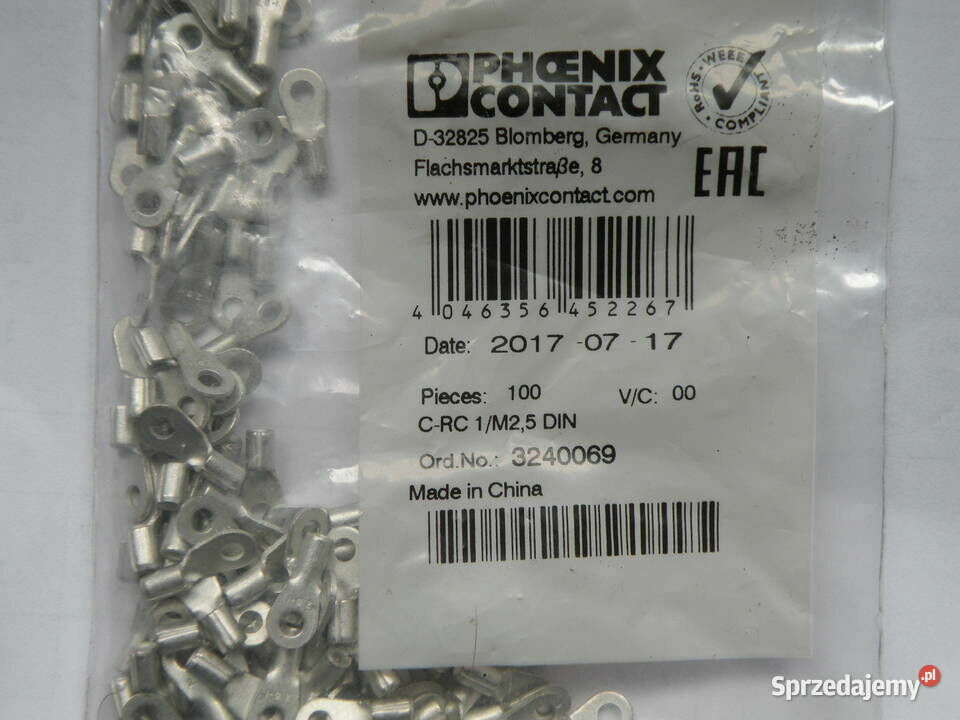 PHŒNIX
CONTACT
WEEE
RoHS
COMPLIANT
D-32825 Blomberg, Germany
Flachsmarktstraße, 8
www.phoenixcontact.com
EAC
4 046356 452267
Date: 2017-07-17
Pieces: 100 V/C: 00
C-RC 1/M2,5 DIN
Ord.No.: 3240069
Made in China
Sprzedajemy.pl